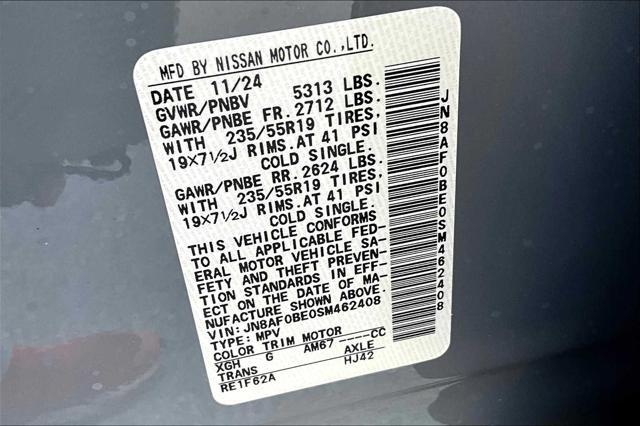 MFD BY NISSAN MOTOR CO.,LTD.
DATE 11/24
GVWR/PNBV 5313 LBS.
GAWR/PNBE FR. 2712 LBS.
WITH 235/55R19 TIRES,
19X7½J RIMS.AT 41 PSI
COLD SINGLE.
GAWR/PNBE RR. 2624 LBS.
WITH 235/55R19 TIRES,
19X7½J RIMS.AT 41 PSI
COLD SINGLE.
THIS VEHICLE CONFORMS
TO ALL APPLICABLE FED-
ERAL MOTOR VEHICLE SA-
FETY AND THEFT PREVEN-
TION STANDARDS IN EFF-
ECT ON THE DATE OF MA-
NUFACTURE SHOWN ABOVE.
VIN: JN8AF0BE0SM462408
TYPE: MPV
COLOR TRIM MOTOR
XGH G AM67 ----CC
TRANS AXLE
RE1F62A HJ42
JN8AF0BE0SM462408